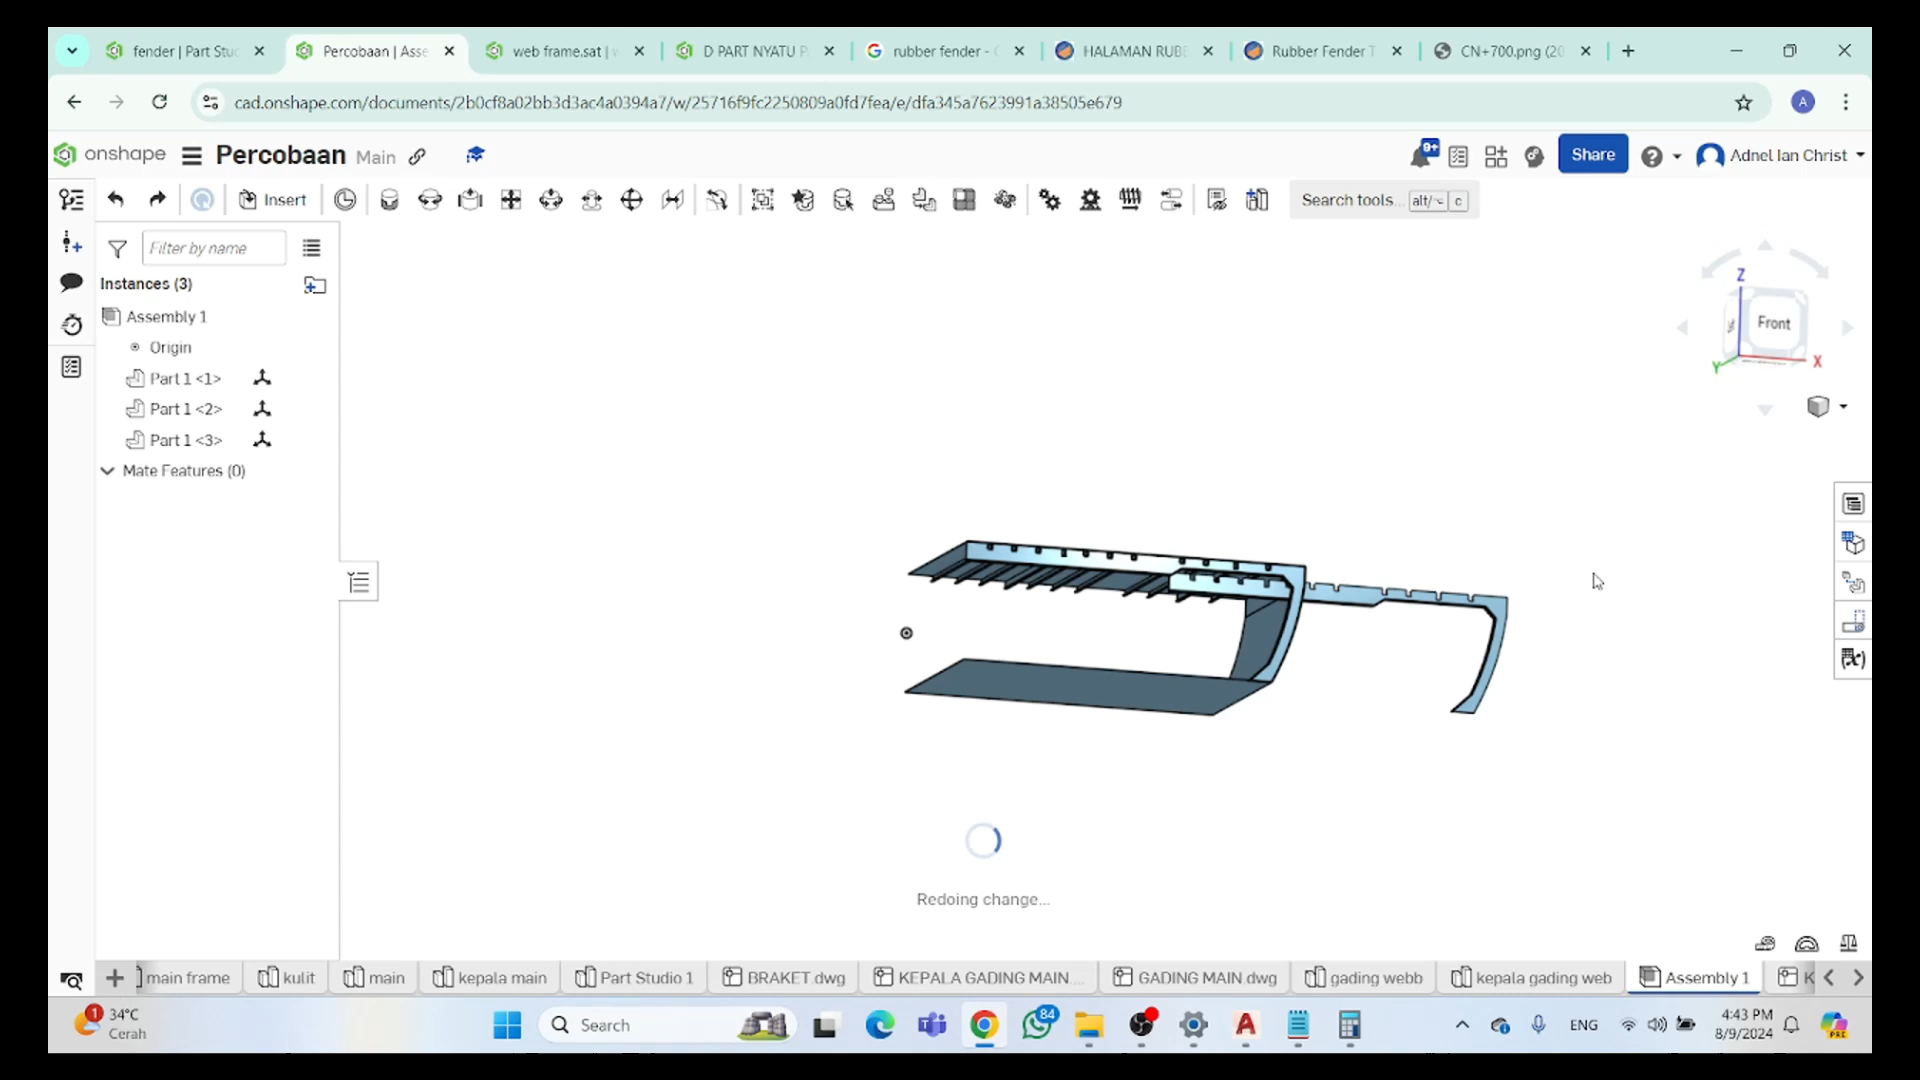 fender | Part Stu
Percobaan | Asse
web frame.sat |
D PART NYATU P
rubber fender -
HALAMAN RUB
Rubber Fender T
CN+700.png (20
cad.onshape.com/documents/2b0cf8a02bb3d3ac4a0394a7/w/25716f9fc2250809a0fd7fea/e/dfa345a7623991a38505e679
A
onshape
Percobaan Main
9+
Share
Adnel Ian Christ
Insert
Search tools... alt/⌥ c
Filter by name
Instances (3)
Assembly 1
Origin
Part 1 <1>
Part 1 <2>
Part 1 <3>
Mate Features (0)
Z
Front
X
Y
(x)
Redoing change...
main frame
kulit
main
kepala main
Part Studio 1
BRAKET dwg
KEPALA GADING MAIN....
GADING MAIN dwg
gading webb
kepala gading web
Assembly 1
K
1
34°C
Cerah
Search
84
ENG
4:43 PM
8/9/2024
PRE